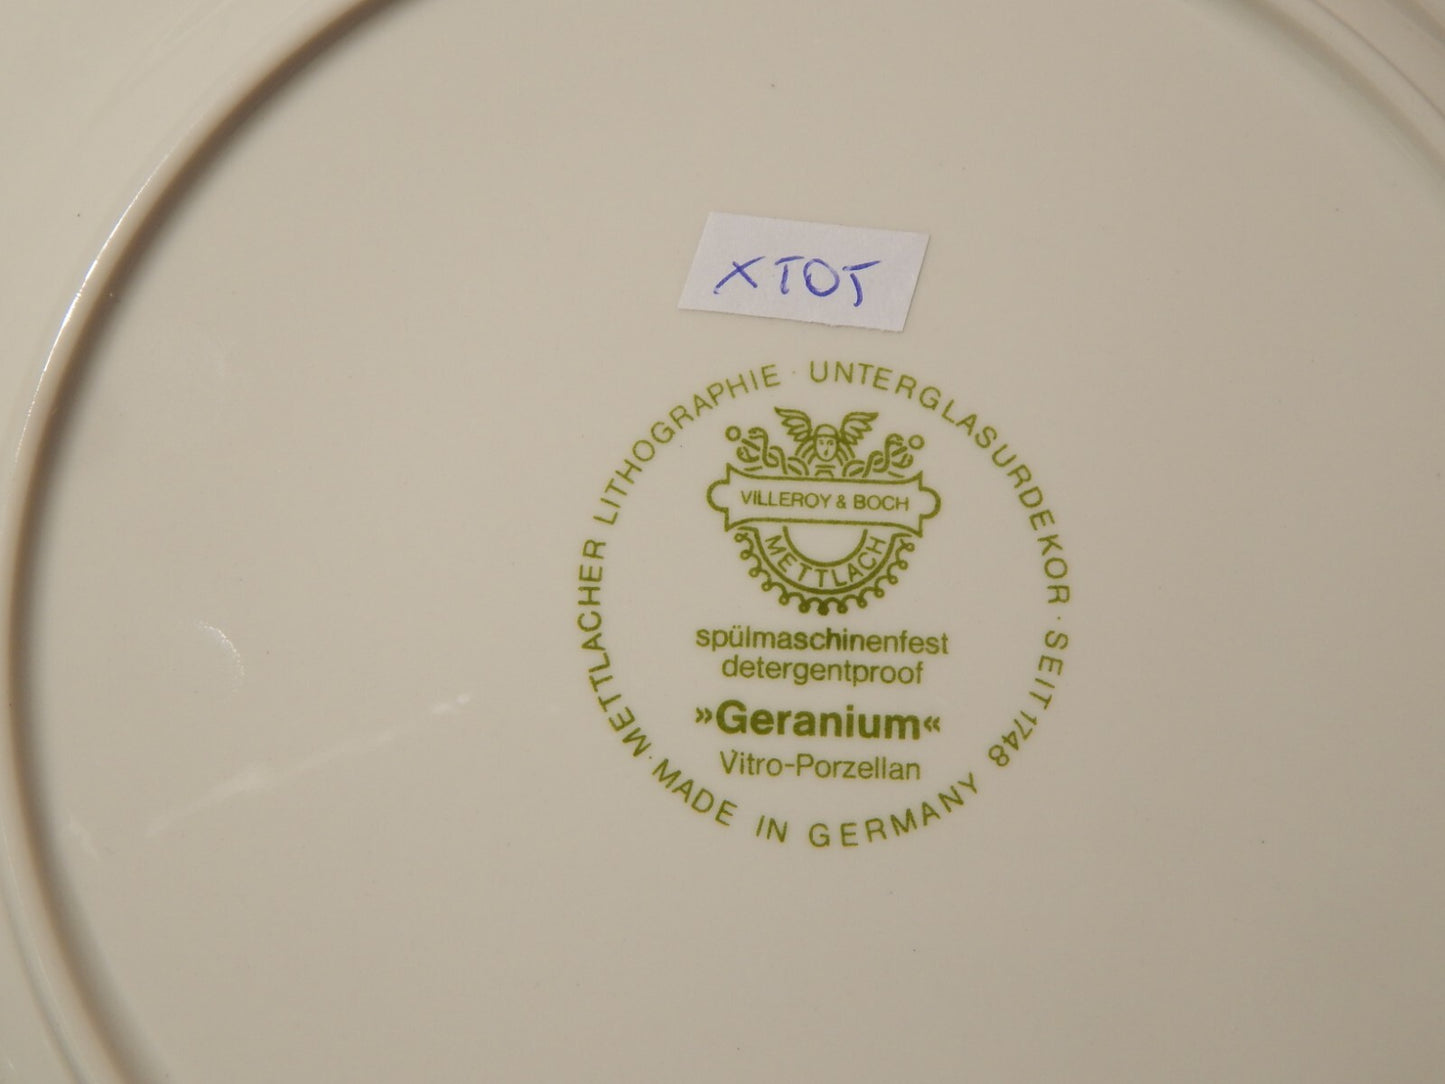 XTOT
METTLACHER LITHOGRAPHIE · UNTERGLASURDEKOR · SEIT 1748
VILLEROY & BOCH
METTLACH
spülmaschinenfest
detergentproof
»Geranium«
Vitro-Porzellan
· MADE IN GERMANY